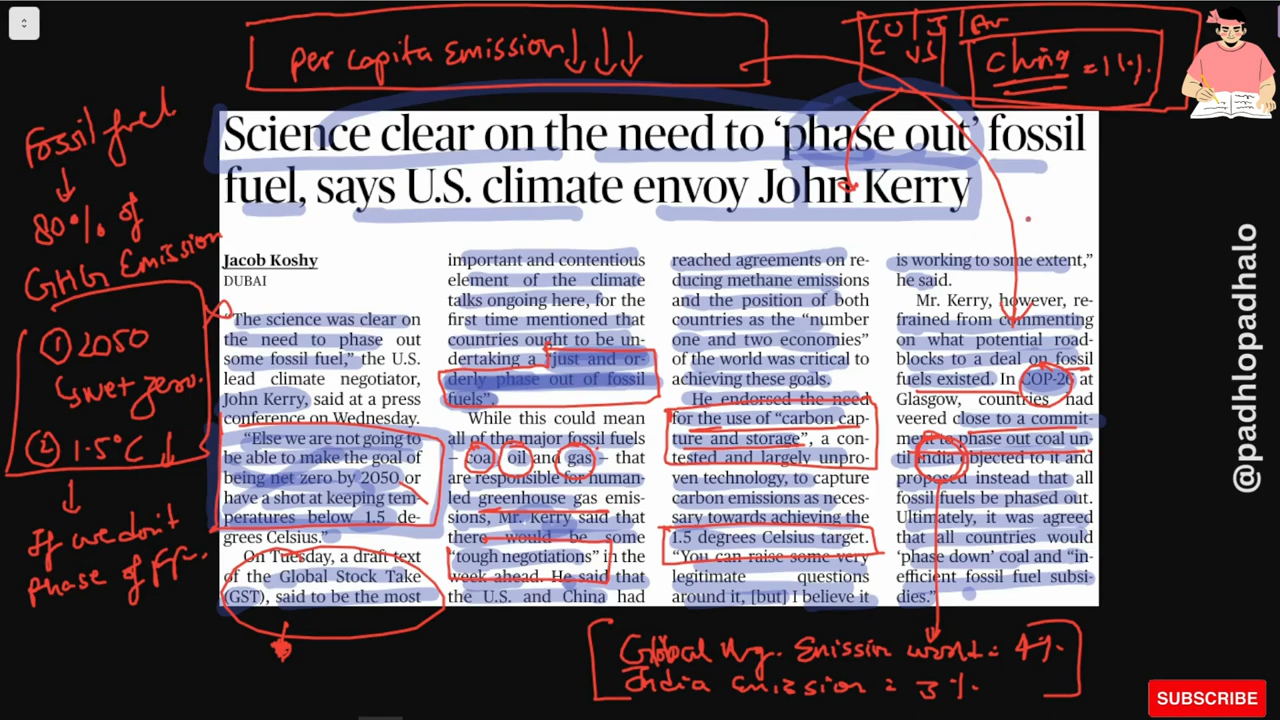 Per Capita Emission ↓↓↓
China = 11%.
Fossil fuel
↓
80% of
GHG Emission
① 2050
net zero.
② 1.5°C ↓
↓
If we don't
Phase of FF.
Science clear on the need to ‘phase out’ fossil
fuel, says U.S. climate envoy John Kerry
Jacob Koshy
DUBAI
“The science was clear on
the need to phase out
some fossil fuel,” the U.S.
lead climate negotiator,
John Kerry, said at a press
conference on Wednesday.
“Else we are not going to
be able to make the goal of
being net zero by 2050 or
have a shot at keeping tem-
peratures below 1.5 de-
grees Celsius.”
On Tuesday, a draft text
of the Global Stock Take
(GST), said to be the most
important and contentious
element of the climate
talks ongoing here, for the
first time mentioned that
countries ought to be un-
dertaking a “just and or-
derly phase out of fossil
fuels”.
While this could mean
all of the major fossil fuels
– coal, oil and gas – that
are responsible for human-
led greenhouse gas emis-
sions, Mr. Kerry said that
there would be some
“tough negotiations” in the
week ahead. He said that
the U.S. and China had
reached agreements on re-
ducing methane emissions
and the position of both
countries as the “number
one and two economies”
of the world was critical to
achieving these goals.
He endorsed the need
for the use of “carbon cap-
ture and storage”, a con-
tested and largely unpro-
ven technology, to capture
carbon emissions as neces-
sary towards achieving the
1.5 degrees Celsius target.
“You can raise some very
legitimate questions
around it, [but] I believe it
is working to some extent,”
he said.
Mr. Kerry, however, re-
frained from commenting
on what potential road-
blocks to a deal on fossil
fuels existed. In COP-26 at
Glasgow, countries had
veered close to a commit-
ment to phase out coal un-
til India objected to it and
proposed instead that all
fossil fuels be phased out.
Ultimately, it was agreed
that all countries would
‘phase down’ coal and “in-
efficient fossil fuel subsi-
dies.”
Global Avg. Emission = 4%.
India Emission = 3%.
@padhlopadhalo
SUBSCRIBE